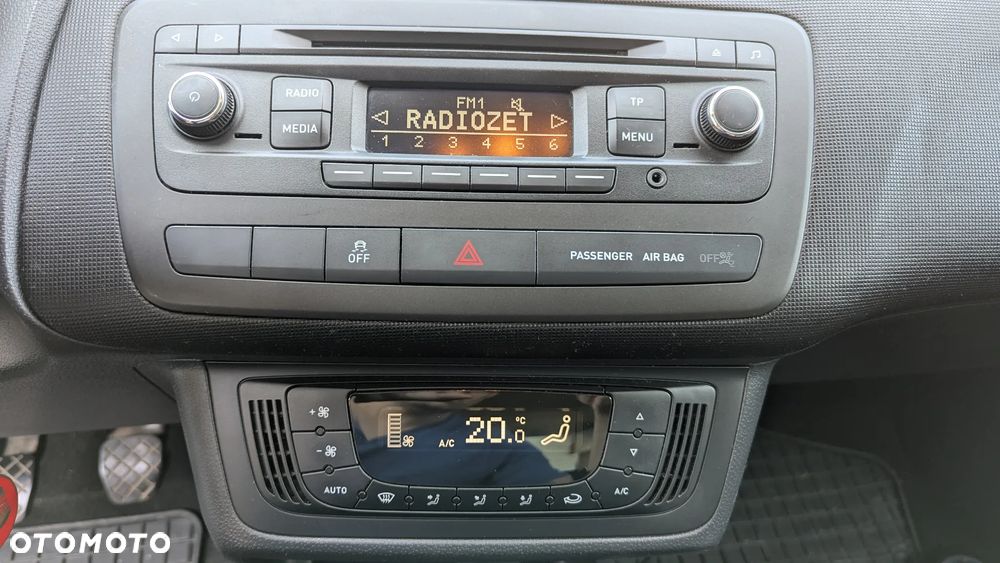 RADIO
MEDIA
FM1
RADIOZET
1 2 3 4 5 6
TP
MENU
OFF
PASSENGER AIR BAG OFF
A/C 20.0 °C
AUTO
A/C
OTOMOTO